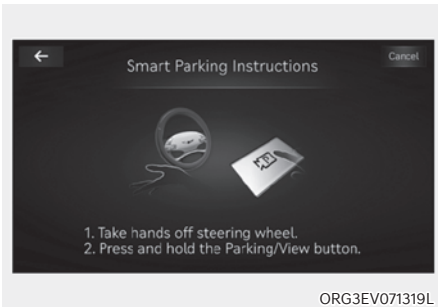 ←
Smart Parking Instructions
Cancel
1. Take hands off steering wheel.
2. Press and hold the Parking/View button.
ORG3EV071319L